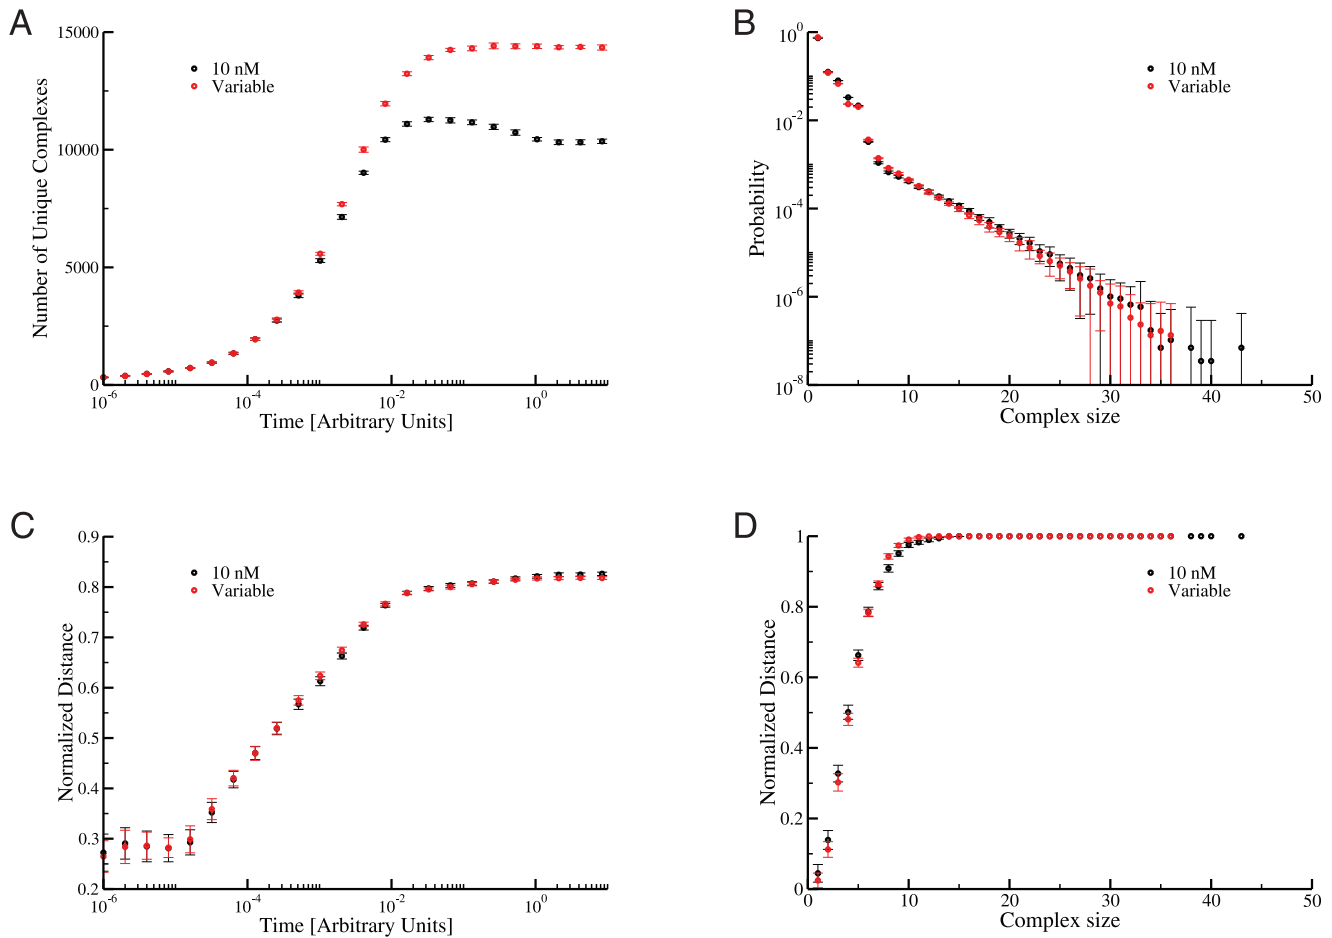 A
15000
10000
5000
0
Number of Unique Complexes
10 nM
Variable
10^-6
10^-4
10^-2
10^0
Time [Arbitrary Units]
B
10^0
10^-2
10^-4
10^-6
10^-8
Probability
10 nM
Variable
0
10
20
30
40
50
Complex size
C
0.9
0.8
0.7
0.6
0.5
0.4
0.3
0.2
Normalized Distance
10 nM
Variable
10^-6
10^-4
10^-2
10^0
Time [Arbitrary Units]
D
1
0.8
0.6
0.4
0.2
0
Normalized Distance
10 nM
Variable
0
10
20
30
40
50
Complex size